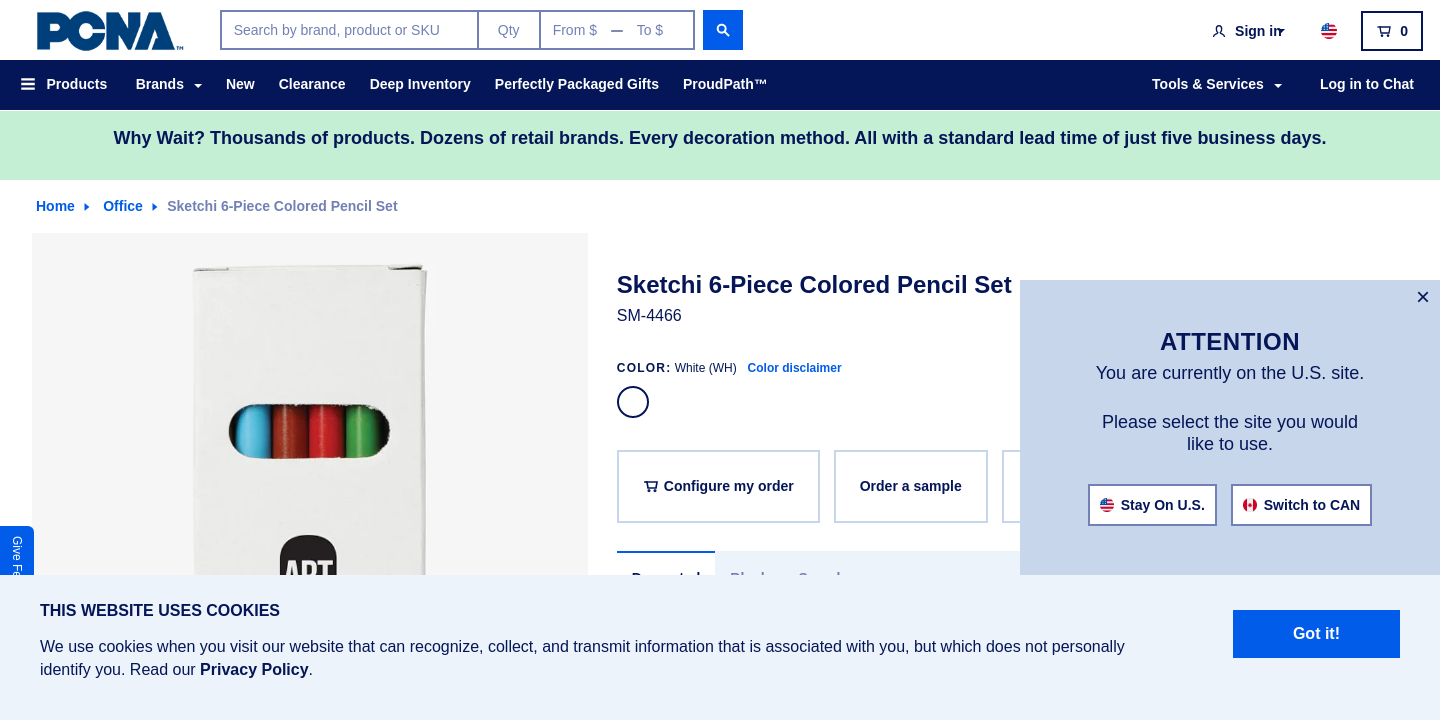 PCNA™
Search by brand, product or SKU
Qty
From $ — To $
Sign in
0
Products
Brands
New
Clearance
Deep Inventory
Perfectly Packaged Gifts
ProudPath™
Tools & Services
Log in to Chat
Why Wait? Thousands of products. Dozens of retail brands. Every decoration method. All with a standard lead time of just five business days.
Home
Office
Sketchi 6-Piece Colored Pencil Set
ART
Sketchi 6-Piece Colored Pencil Set
SM-4466
COLOR: White (WH) Color disclaimer
Configure my order
Order a sample
ATTENTION
You are currently on the U.S. site.
Please select the site you would
like to use.
Stay On U.S.
Switch to CAN
Give
THIS WEBSITE USES COOKIES
We use cookies when you visit our website that can recognize, collect, and transmit information that is associated with you, but which does not personally
identify you. Read our Privacy Policy.
Got it!